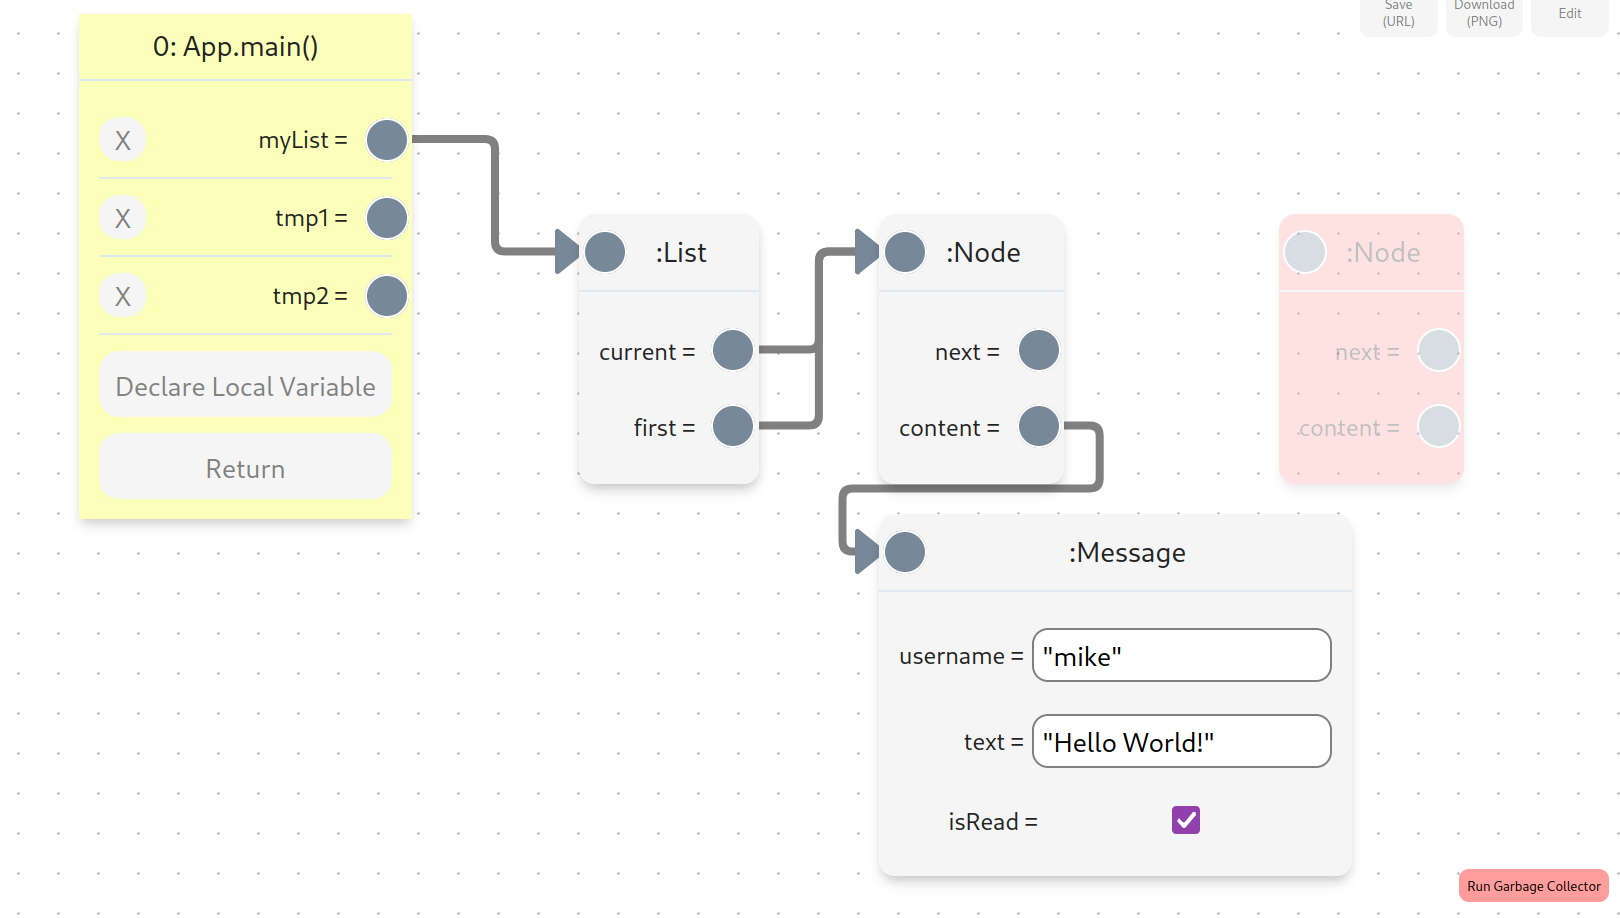 Save
(URL)
Download
(PNG)
Edit
0: App.main()
X myList =
X tmp1 =
X tmp2 =
Declare Local Variable
Return
:List
current =
first =
:Node
next =
content =
:Node
next =
content =
:Message
username = "mike"
text = "Hello World!"
isRead =
Run Garbage Collector